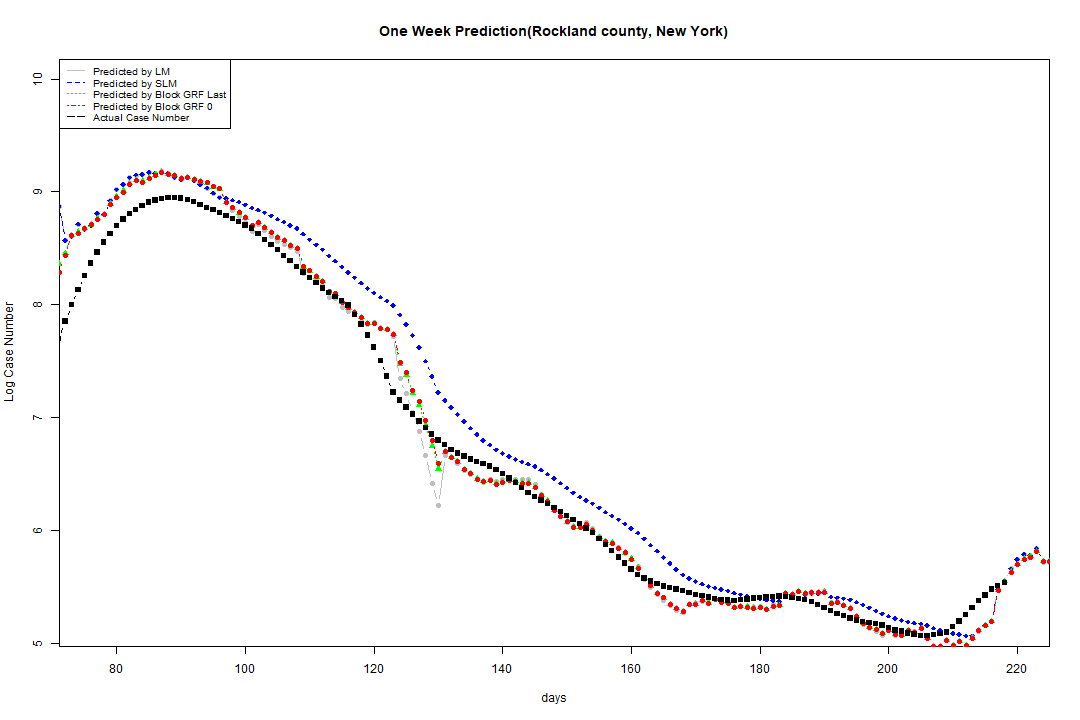 One Week Prediction(Rockland county, New York)
Predicted by LM
Predicted by SLM
Predicted by Block GRF Last
Predicted by Block GRF 0
Actual Case Number
10
9
8
7
6
5
Log Case Number
80 100 120 140 160 180 200 220
days